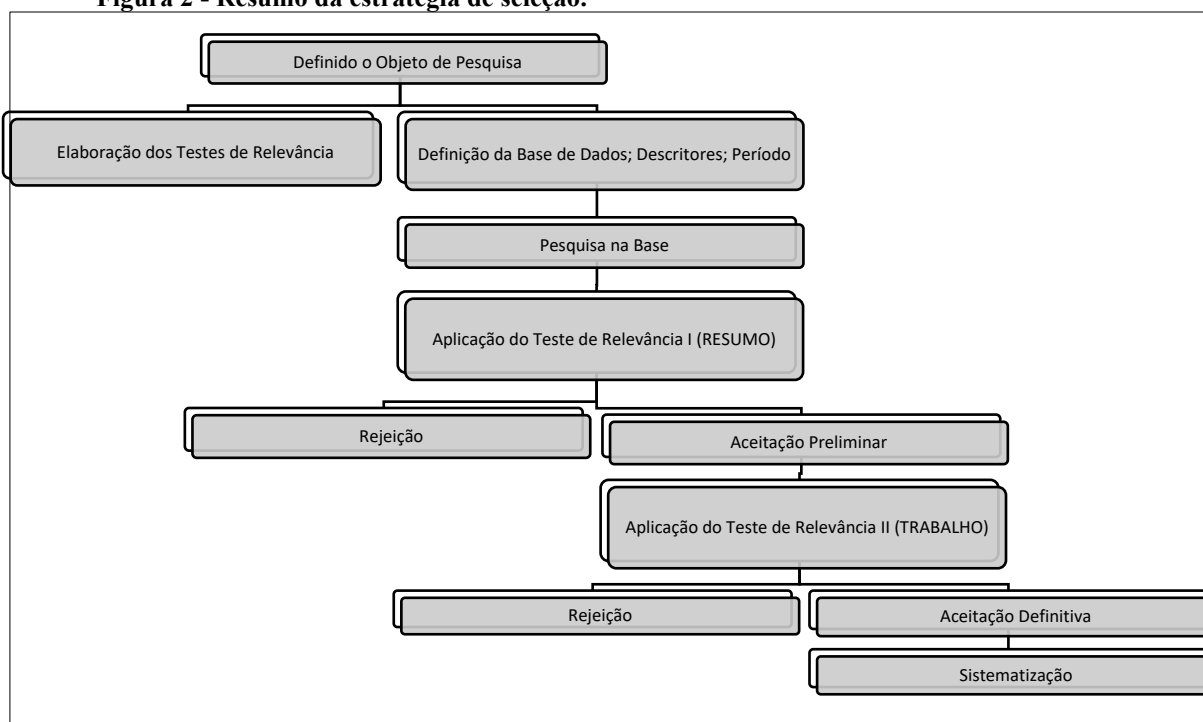 Figura 2 - Resumo da estratégia de seleção.
Definido o Objeto de Pesquisa
Elaboração dos Testes de Relevância
Definição da Base de Dados; Descritores; Período
Pesquisa na Base
Aplicação do Teste de Relevância I (RESUMO)
Rejeição
Aceitação Preliminar
Aplicação do Teste de Relevância II (TRABALHO)
Rejeição
Aceitação Definitiva
Sistematização